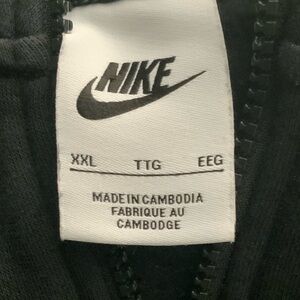 NIKE
XXL TTG EEG
MADE IN CAMBODIA
FABRIQUE AU
CAMBODGE